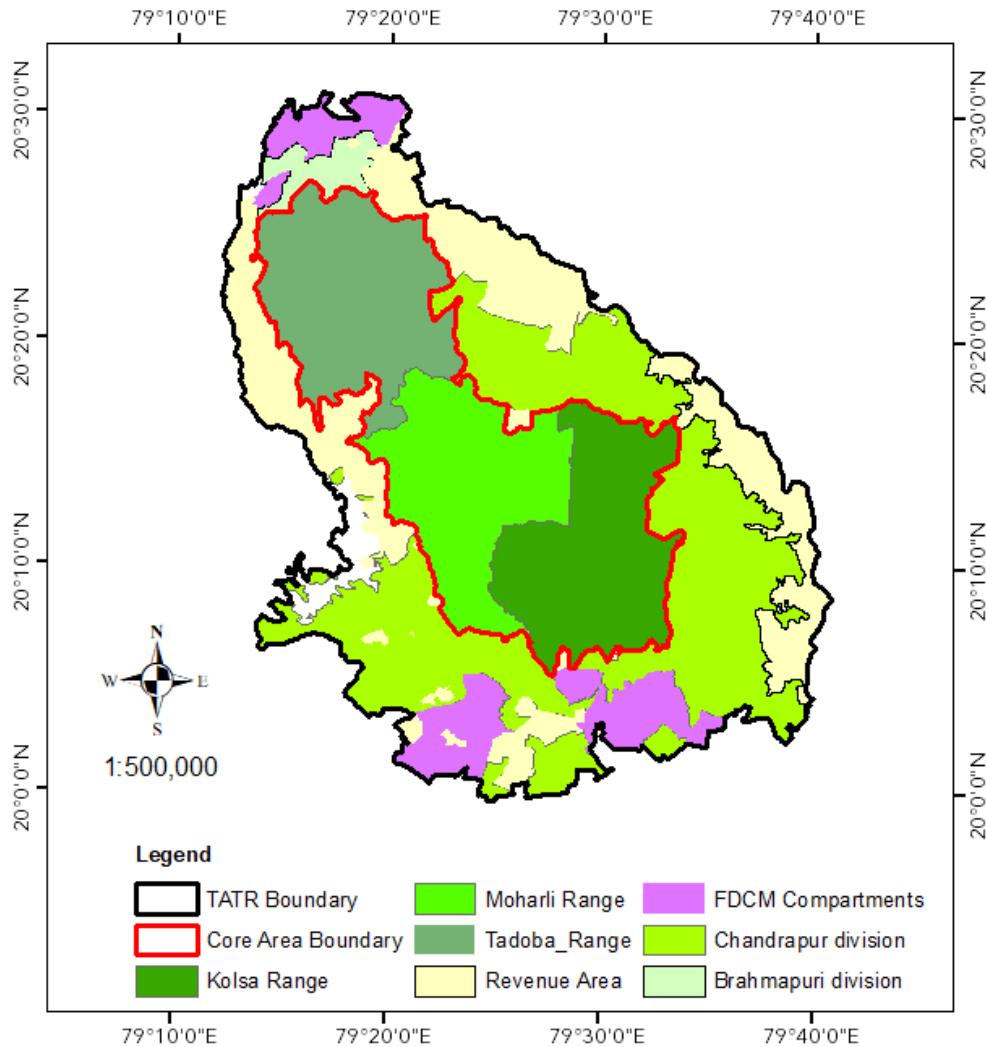 79°10'0"E 79°20'0"E 79°30'0"E 79°40'0"E
20°30'0"N
20°30'0"N
20°20'0"N
20°20'0"N
20°10'0"N
20°10'0"N
20°0'0"N
20°0'0"N
N
W E
S
1:500,000
Legend
TATR Boundary
Moharli Range
FDCM Compartments
Core Area Boundary
Tadoba_Range
Chandrapur division
Kolsa Range
Revenue Area
Brahmapuri division
79°10'0"E 79°20'0"E 79°30'0"E 79°40'0"E